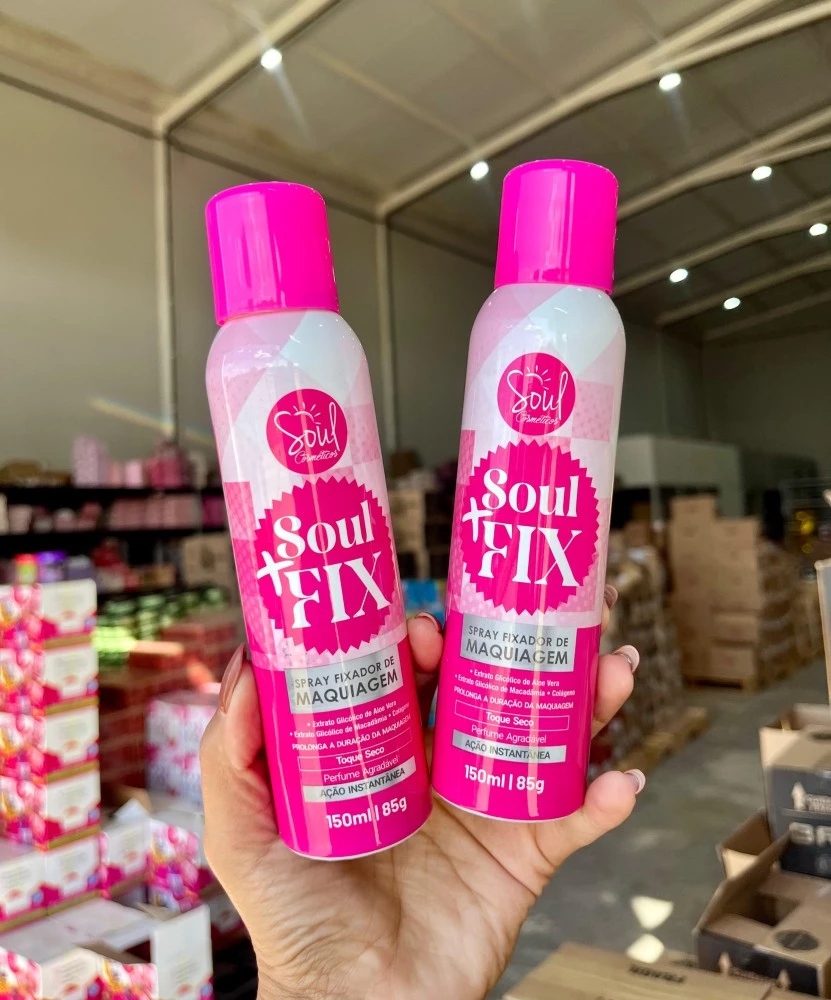 Soul
Cosméticos
Soul
+FIX
SPRAY FIXADOR DE
MAQUIAGEM
• Extrato Glicólico de Aloe Vera
• Extrato Glicólico de Macadâmia • Colágeno
PROLONGA A DURAÇÃO DA MAQUIAGEM
Toque Seco
Perfume Agradável
AÇÃO INSTANTÂNEA
150ml | 85g
Soul
Cosméticos
Soul
+FIX
SPRAY FIXADOR DE
MAQUIAGEM
• Extrato Glicólico de Aloe Vera
• Extrato Glicólico de Macadâmia • Colágeno
PROLONGA A DURAÇÃO DA MAQUIAGEM
Toque Seco
Perfume Agradável
AÇÃO INSTANTÂNEA
150ml | 85g